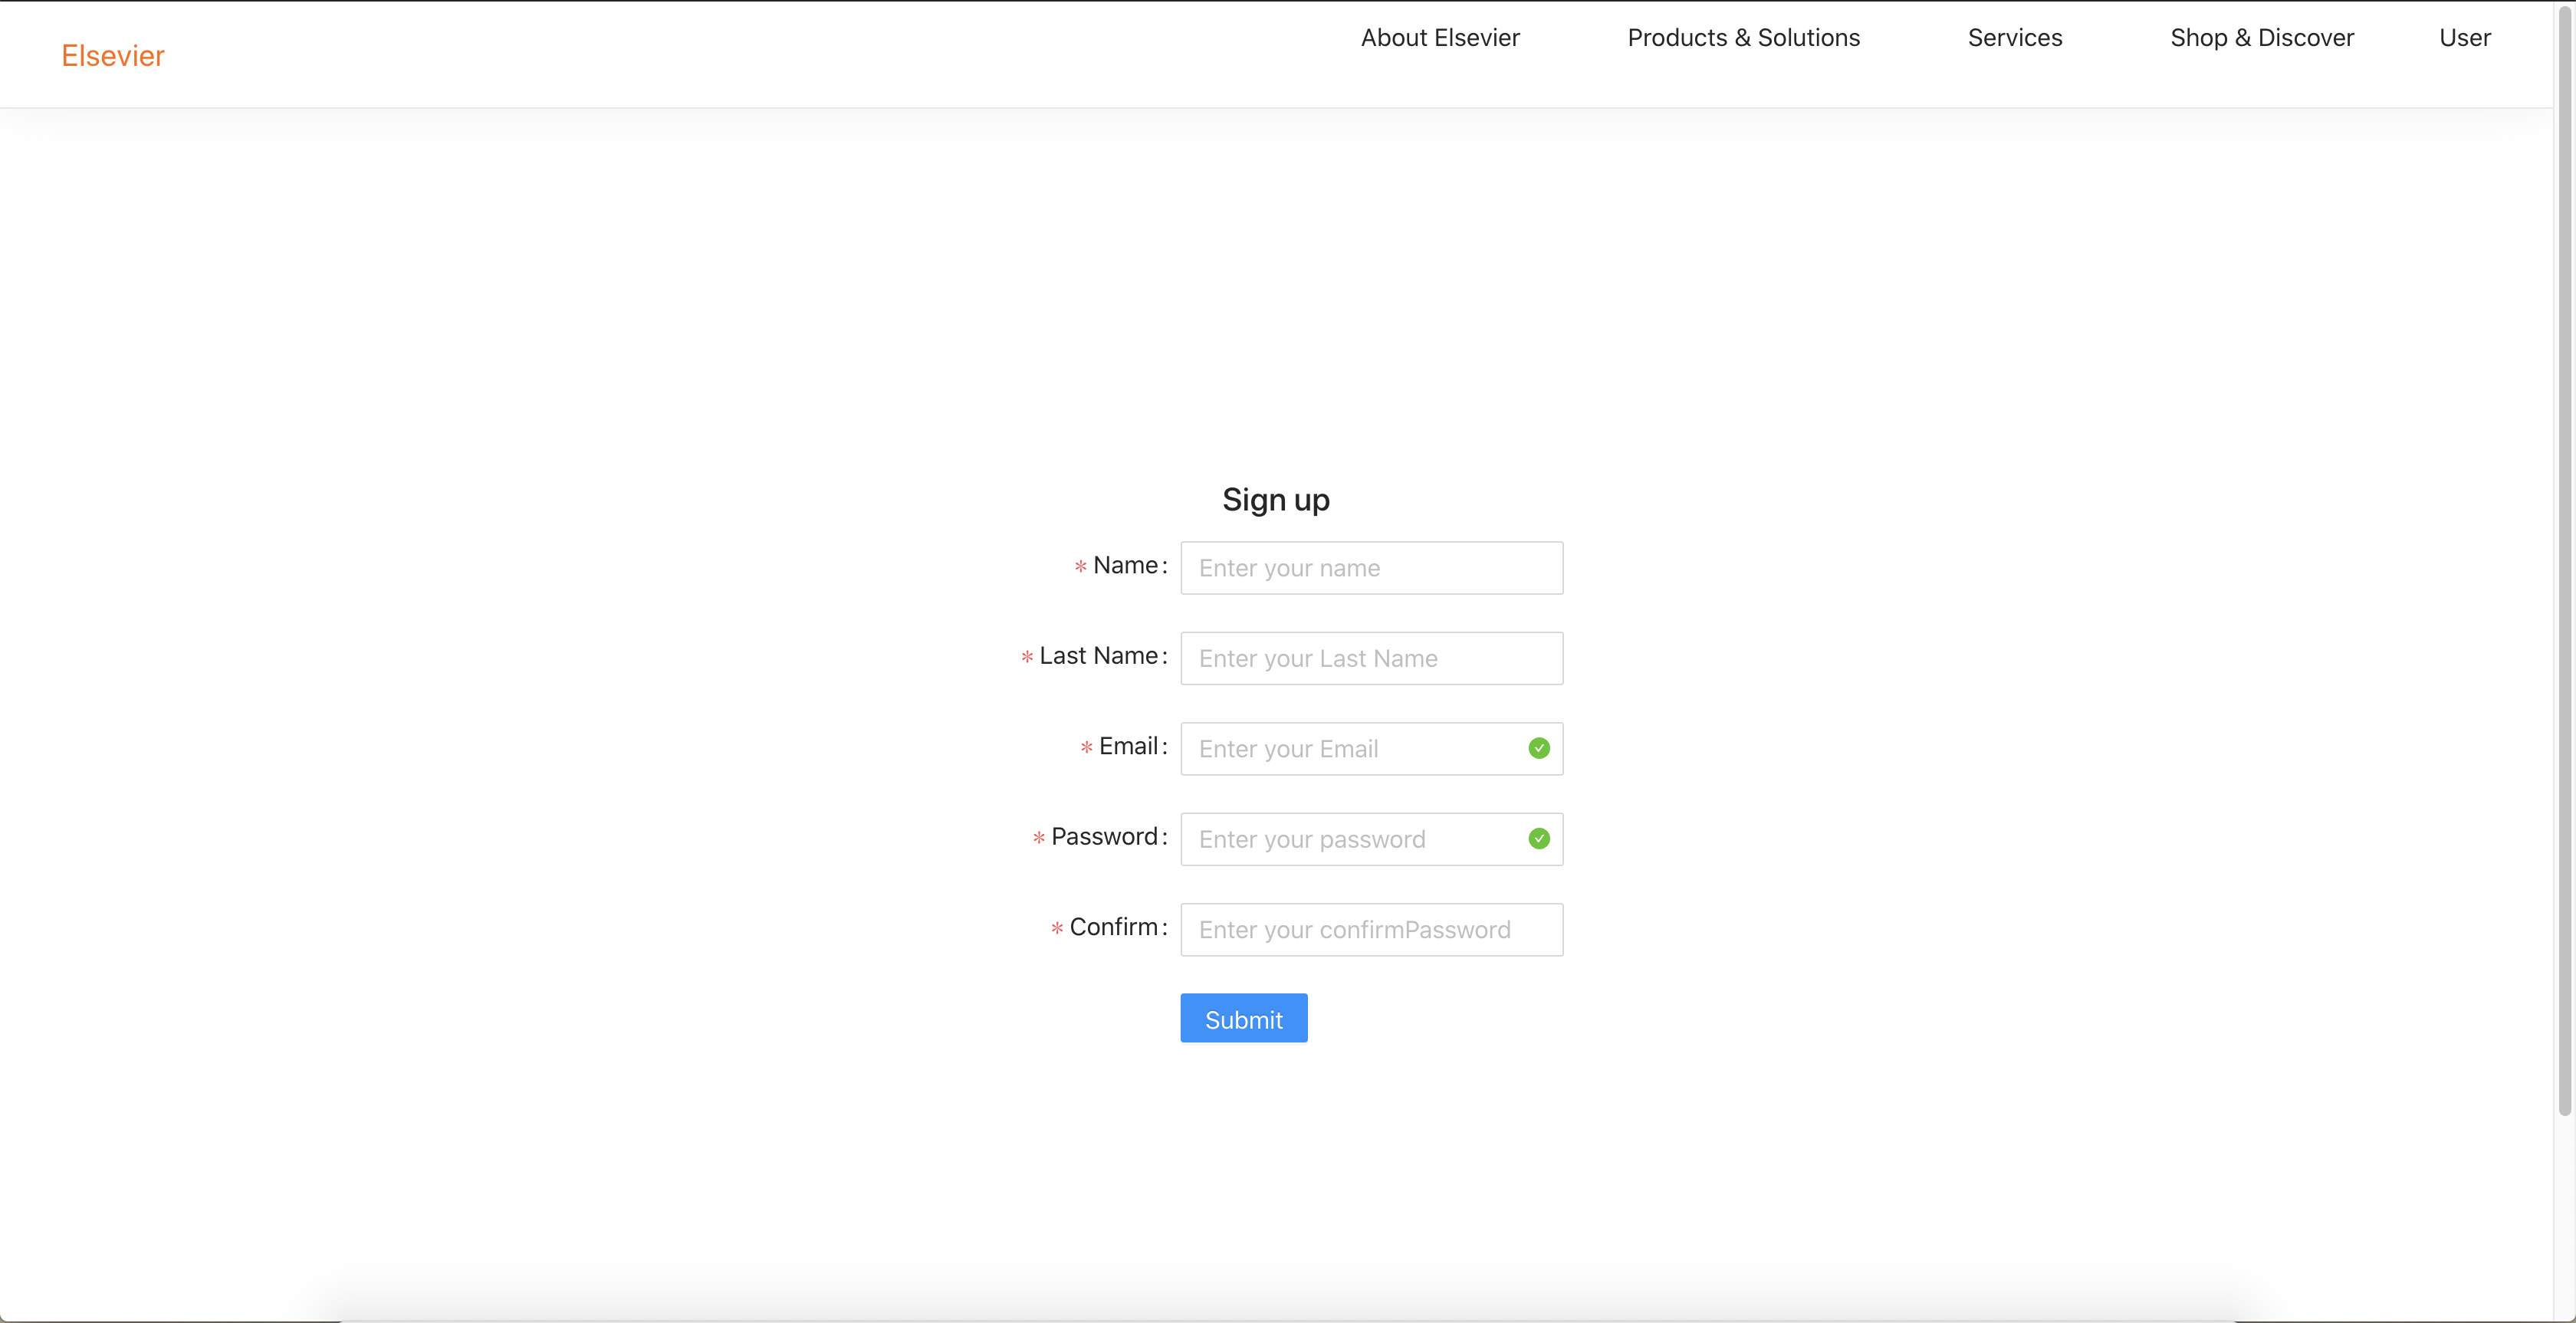 Elsevier
About Elsevier
Products & Solutions
Services
Shop & Discover
User
Sign up
* Name:
Enter your name
* Last Name:
Enter your Last Name
* Email:
Enter your Email
* Password:
Enter your password
* Confirm:
Enter your confirmPassword
Submit